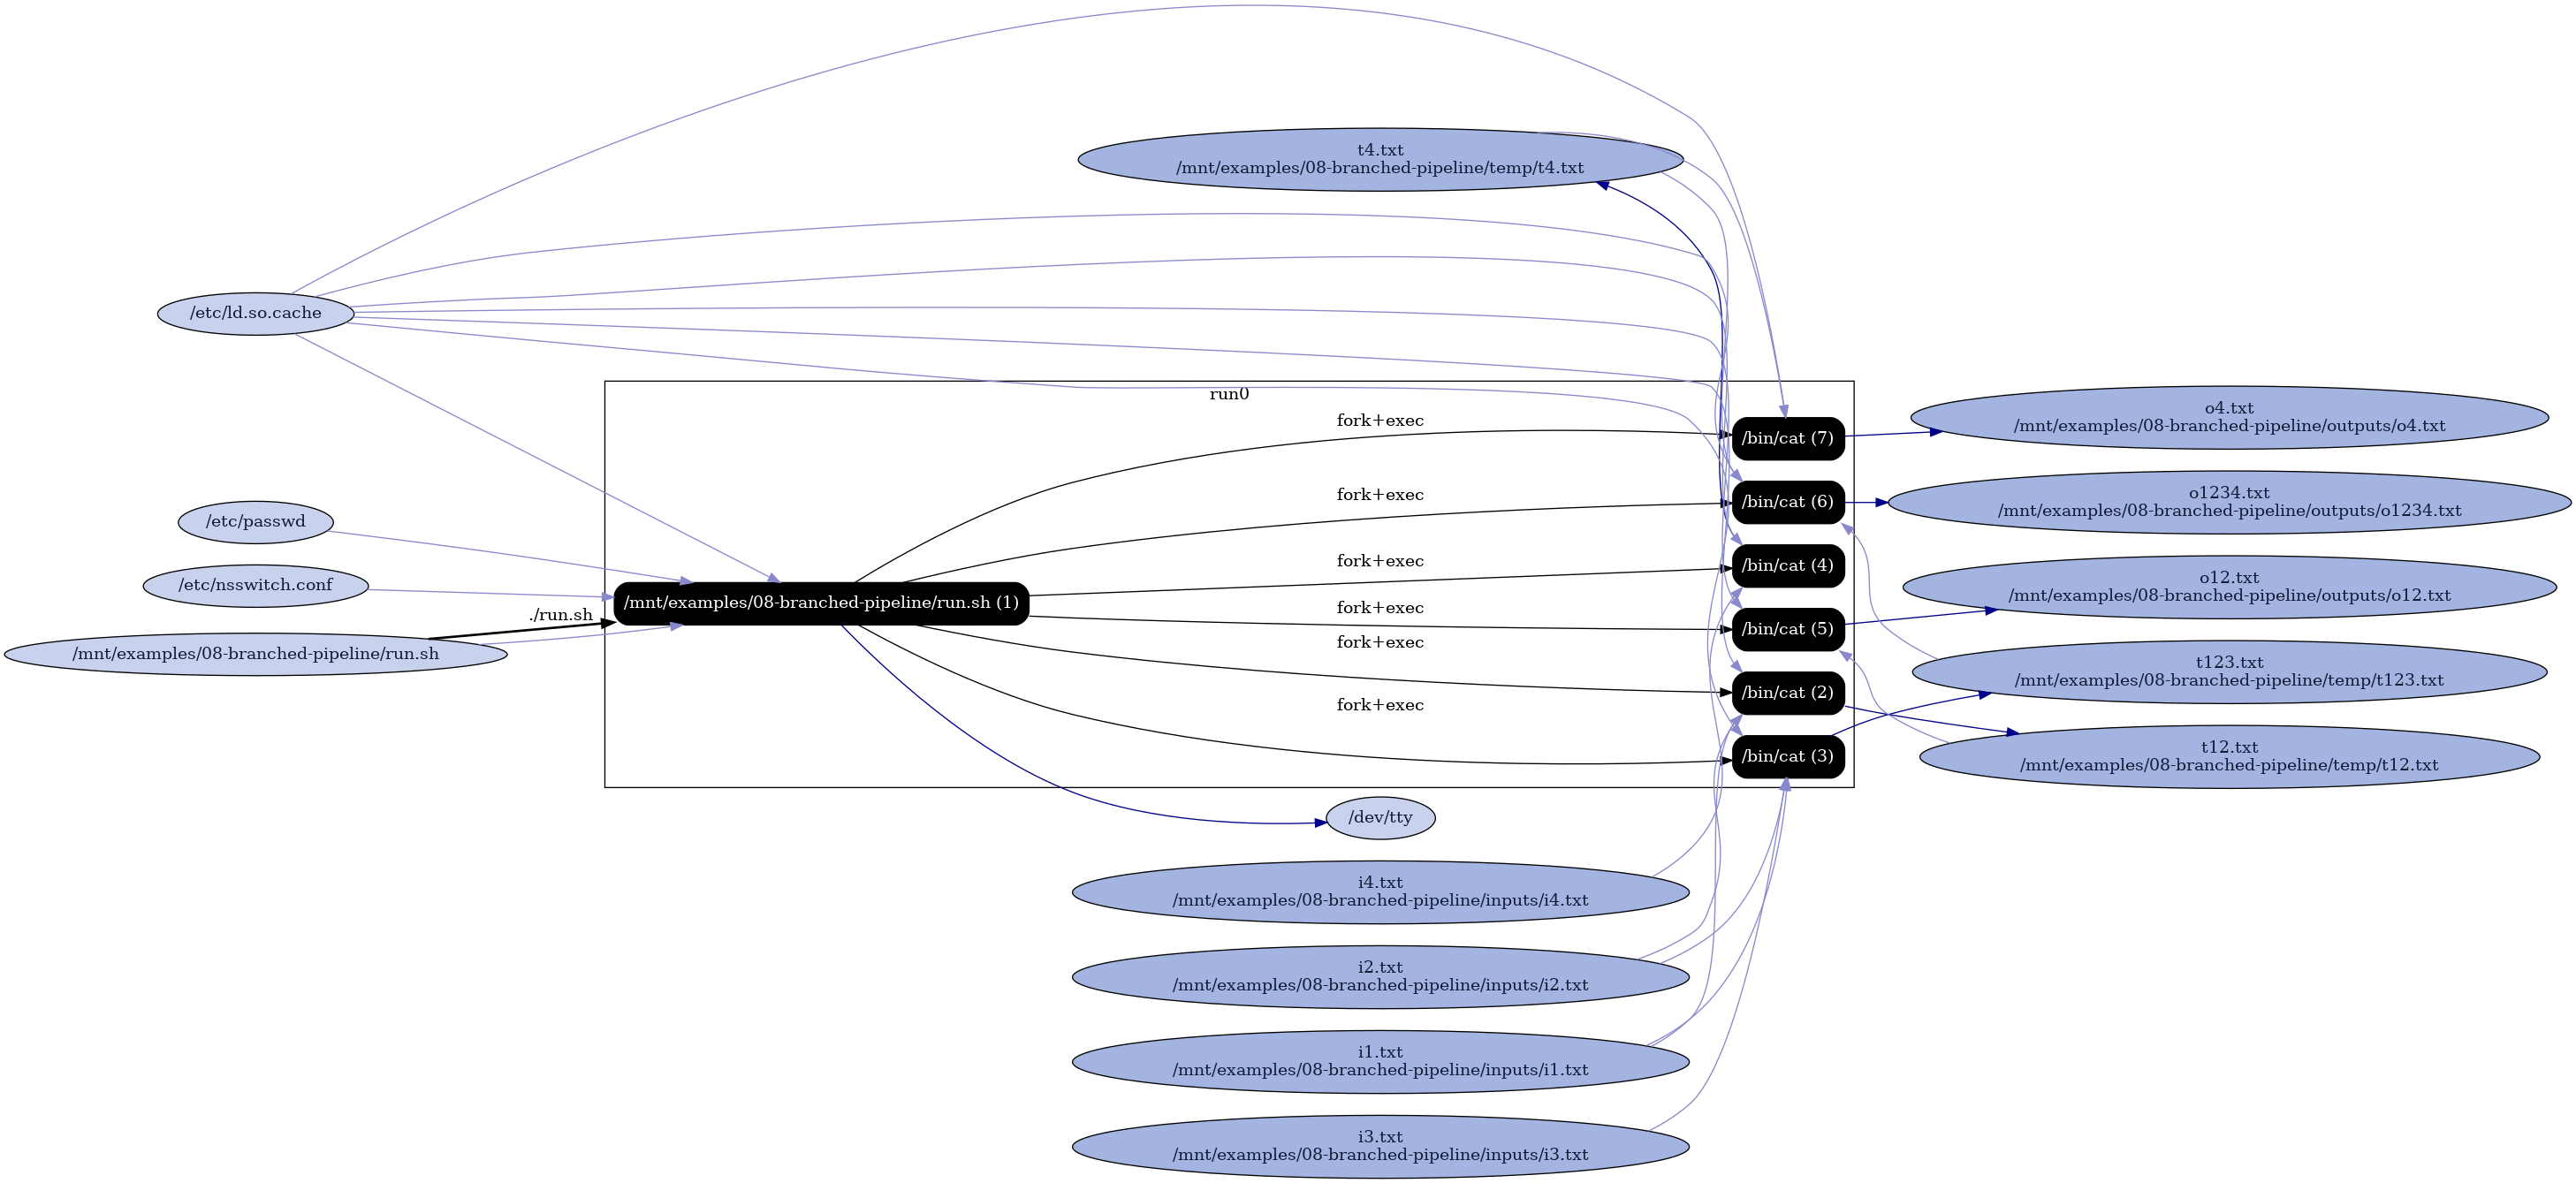 t4.txt
/mnt/examples/08-branched-pipeline/temp/t4.txt
/etc/ld.so.cache
run0
/etc/passwd
/etc/nsswitch.conf
./run.sh
/mnt/examples/08-branched-pipeline/run.sh
/mnt/examples/08-branched-pipeline/run.sh (1)
fork+exec
fork+exec
fork+exec
fork+exec
fork+exec
fork+exec
/bin/cat (7)
/bin/cat (6)
/bin/cat (4)
/bin/cat (5)
/bin/cat (2)
/bin/cat (3)
o4.txt
/mnt/examples/08-branched-pipeline/outputs/o4.txt
o1234.txt
/mnt/examples/08-branched-pipeline/outputs/o1234.txt
o12.txt
/mnt/examples/08-branched-pipeline/outputs/o12.txt
t123.txt
/mnt/examples/08-branched-pipeline/temp/t123.txt
t12.txt
/mnt/examples/08-branched-pipeline/temp/t12.txt
/dev/tty
i4.txt
/mnt/examples/08-branched-pipeline/inputs/i4.txt
i2.txt
/mnt/examples/08-branched-pipeline/inputs/i2.txt
i1.txt
/mnt/examples/08-branched-pipeline/inputs/i1.txt
i3.txt
/mnt/examples/08-branched-pipeline/inputs/i3.txt